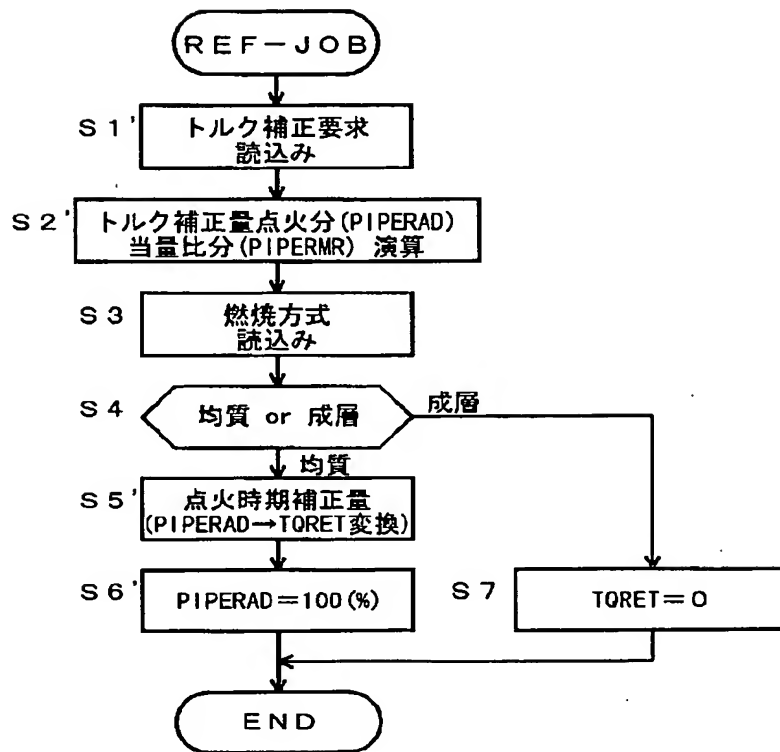 REF-JOB
S1'
トルク補正要求
読込み
S2'
トルク補正量点火分(PIPERAD)
当量比分(PIPERMR) 演算
S3
燃焼方式
読込み
S4
均質 or 成層
成層
均質
S5'
点火時期補正量
(PIPERAD→TQRET変換)
S6'
PIPERAD=100(%)
S7
TQRET=0
END